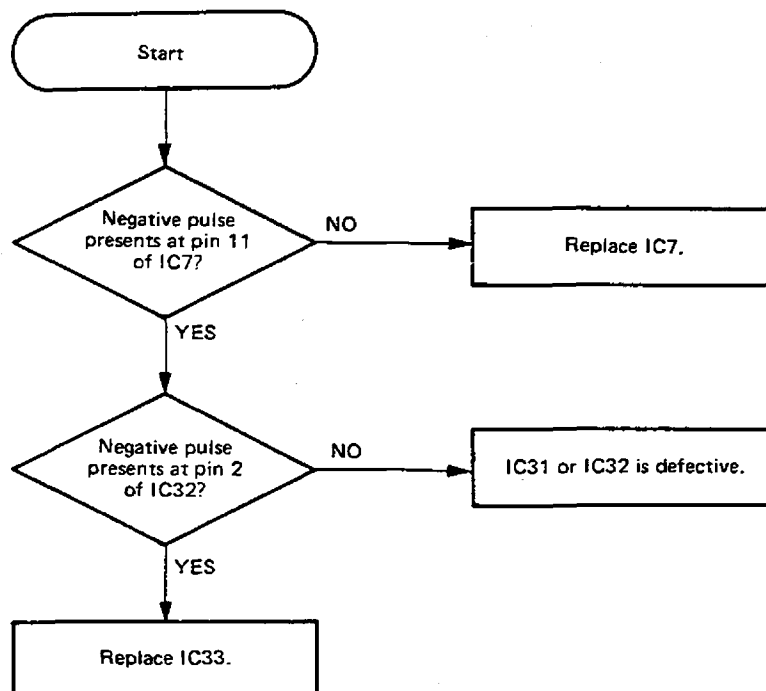 Start
Negative pulse
presents at pin 11
of IC7?
NO
Replace IC7.
YES
Negative pulse
presents at pin 2
of IC32?
NO
IC31 or IC32 is defective.
YES
Replace IC33.